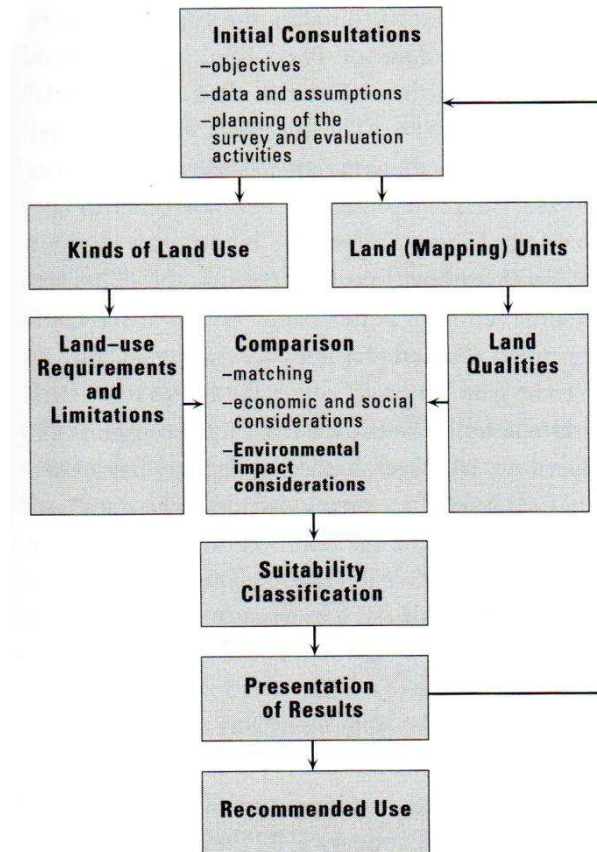 Initial Consultations
–objectives
–data and assumptions
–planning of the
survey and evaluation
activities
Kinds of Land Use
Land (Mapping) Units
Land–use
Requirements
and
Limitations
Comparison
–matching
–economic and social
considerations
–Environmental
impact
considerations
Land
Qualities
Suitability
Classification
Presentation
of Results
Recommended Use